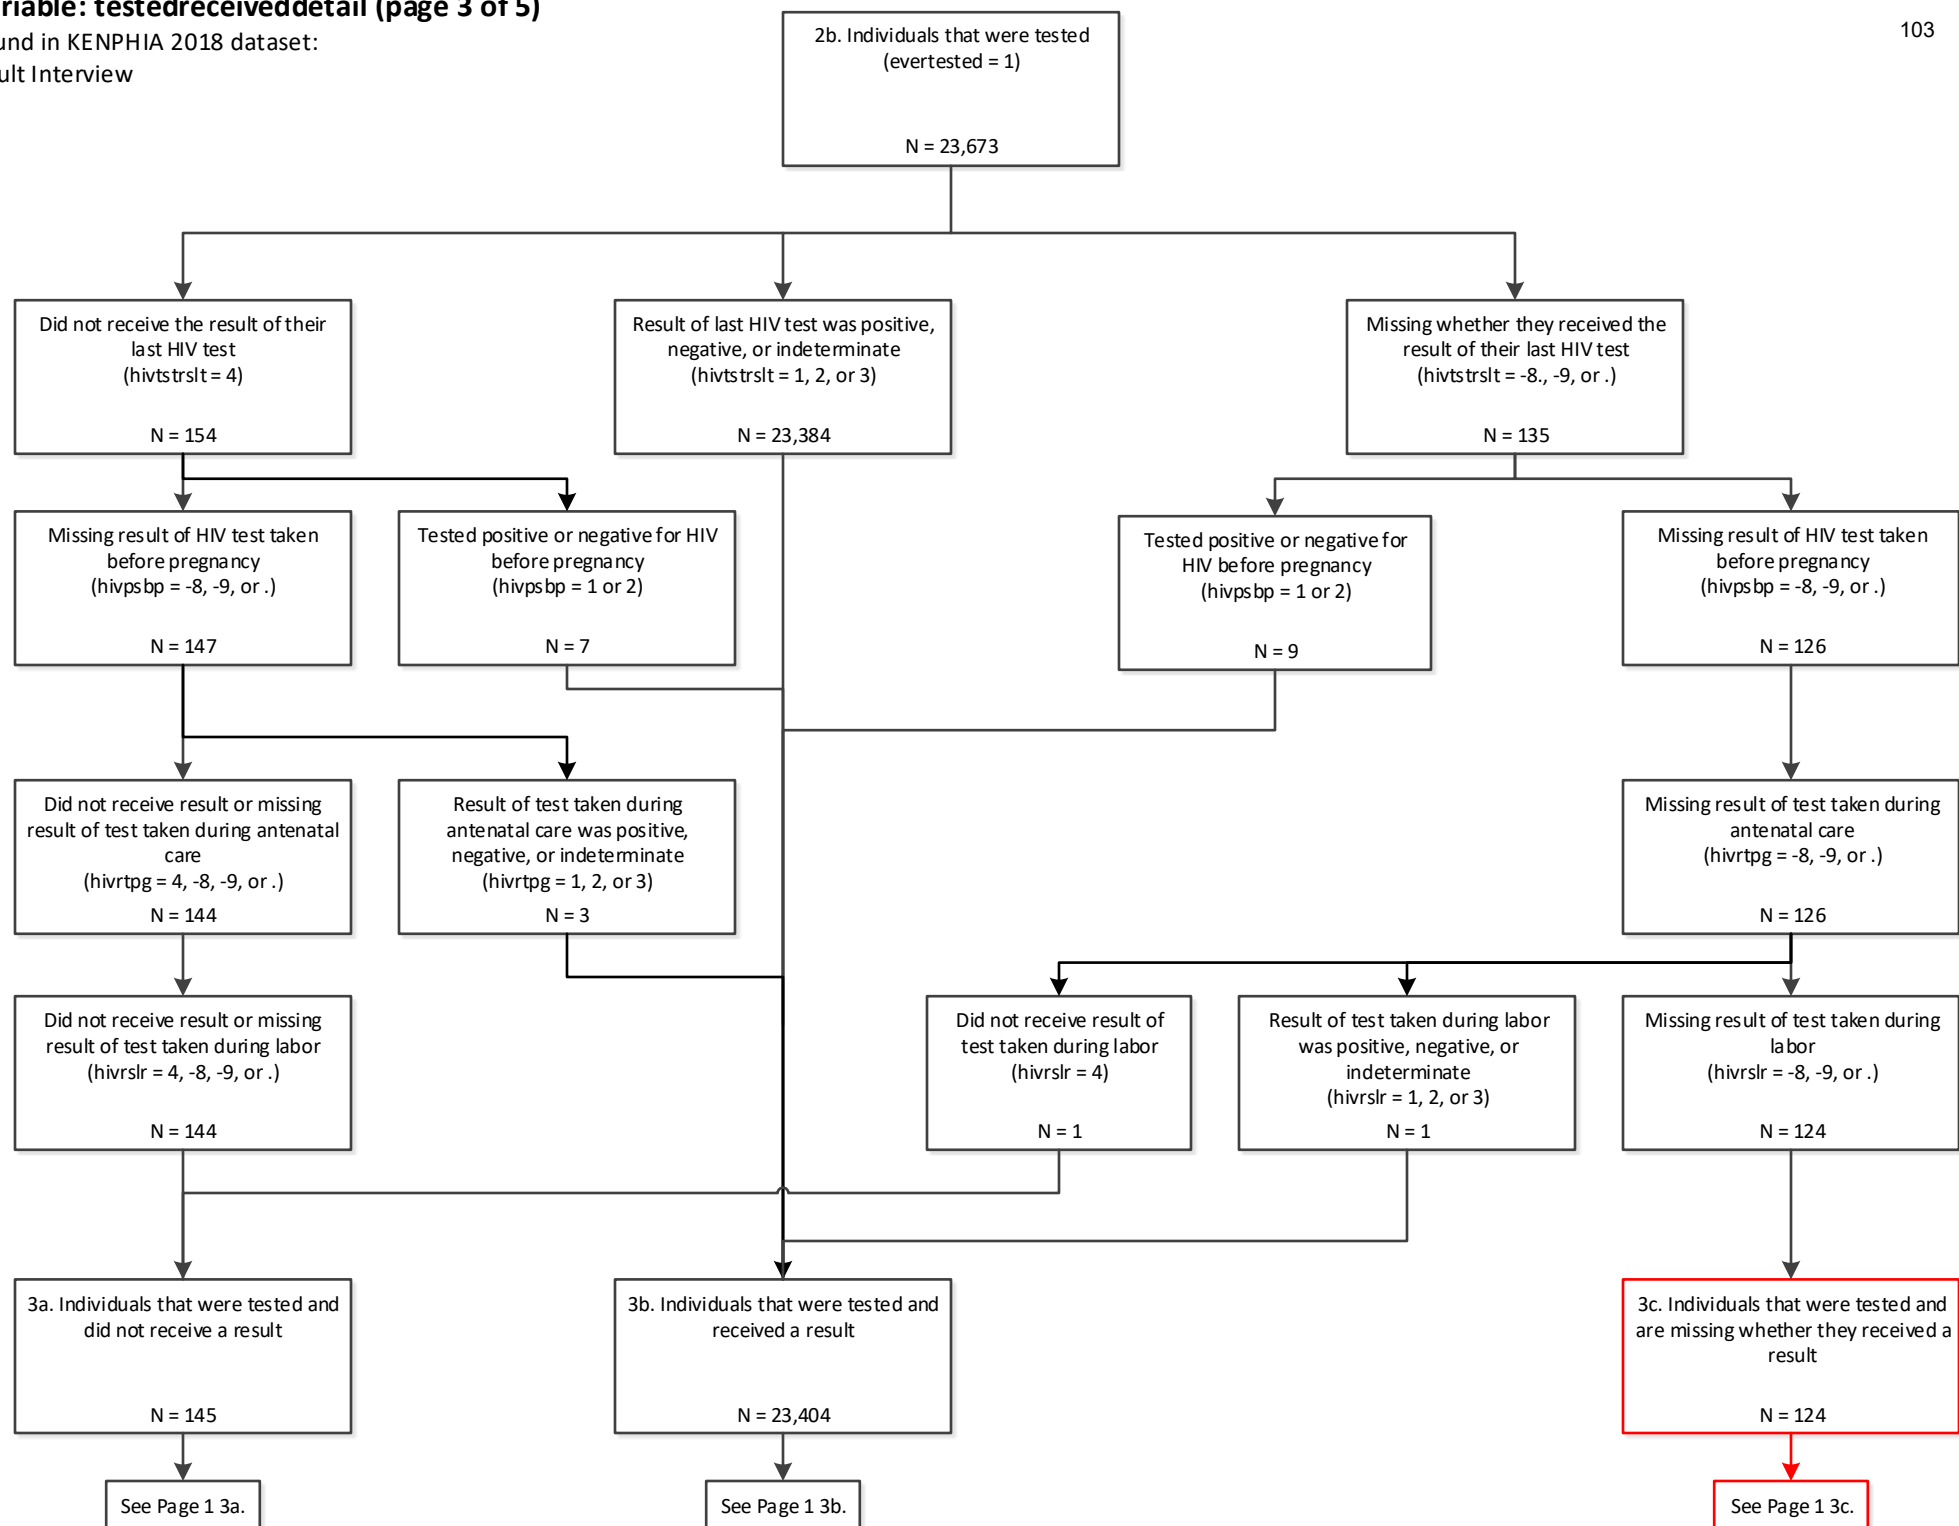 riable: testedreceiveddetail (page 3 of 5)
und in KENPHIA 2018 dataset:
ult Interview
103
2b. Individuals that were tested
(evertested = 1)
N = 23,673
Did not receive the result of their
last HIV test
(hivtstrslt = 4)
N = 154
Result of last HIV test was positive,
negative, or indeterminate
(hivtstrslt = 1, 2, or 3)
N = 23,384
Missing whether they received the
result of their last HIV test
(hivtstrslt = -8., -9, or .)
N = 135
Missing result of HIV test taken
before pregnancy
(hivpsbp = -8, -9, or .)
N = 147
Tested positive or negative for HIV
before pregnancy
(hivpsbp = 1 or 2)
N = 7
Tested positive or negative for
HIV before pregnancy
(hivpsbp = 1 or 2)
N = 9
Missing result of HIV test taken
before pregnancy
(hivpsbp = -8, -9, or .)
N = 126
Did not receive result or missing
result of test taken during antenatal
care
(hivrtpg = 4, -8, -9, or .)
N = 144
Result of test taken during
antenatal care was positive,
negative, or indeterminate
(hivrtpg = 1, 2, or 3)
N = 3
Missing result of test taken during
antenatal care
(hivrtpg = -8, -9, or .)
N = 126
Did not receive result or missing
result of test taken during labor
(hivrslr = 4, -8, -9, or .)
N = 144
Did not receive result of
test taken during labor
(hivrslr = 4)
N = 1
Result of test taken during labor
was positive, negative, or
indeterminate
(hivrslr = 1, 2, or 3)
N = 1
Missing result of test taken during
labor
(hivrslr = -8, -9, or .)
N = 124
3a. Individuals that were tested and
did not receive a result
N = 145
3b. Individuals that were tested and
received a result
N = 23,404
3c. Individuals that were tested and
are missing whether they received a
result
N = 124
See Page 1 3a.
See Page 1 3b.
See Page 1 3c.